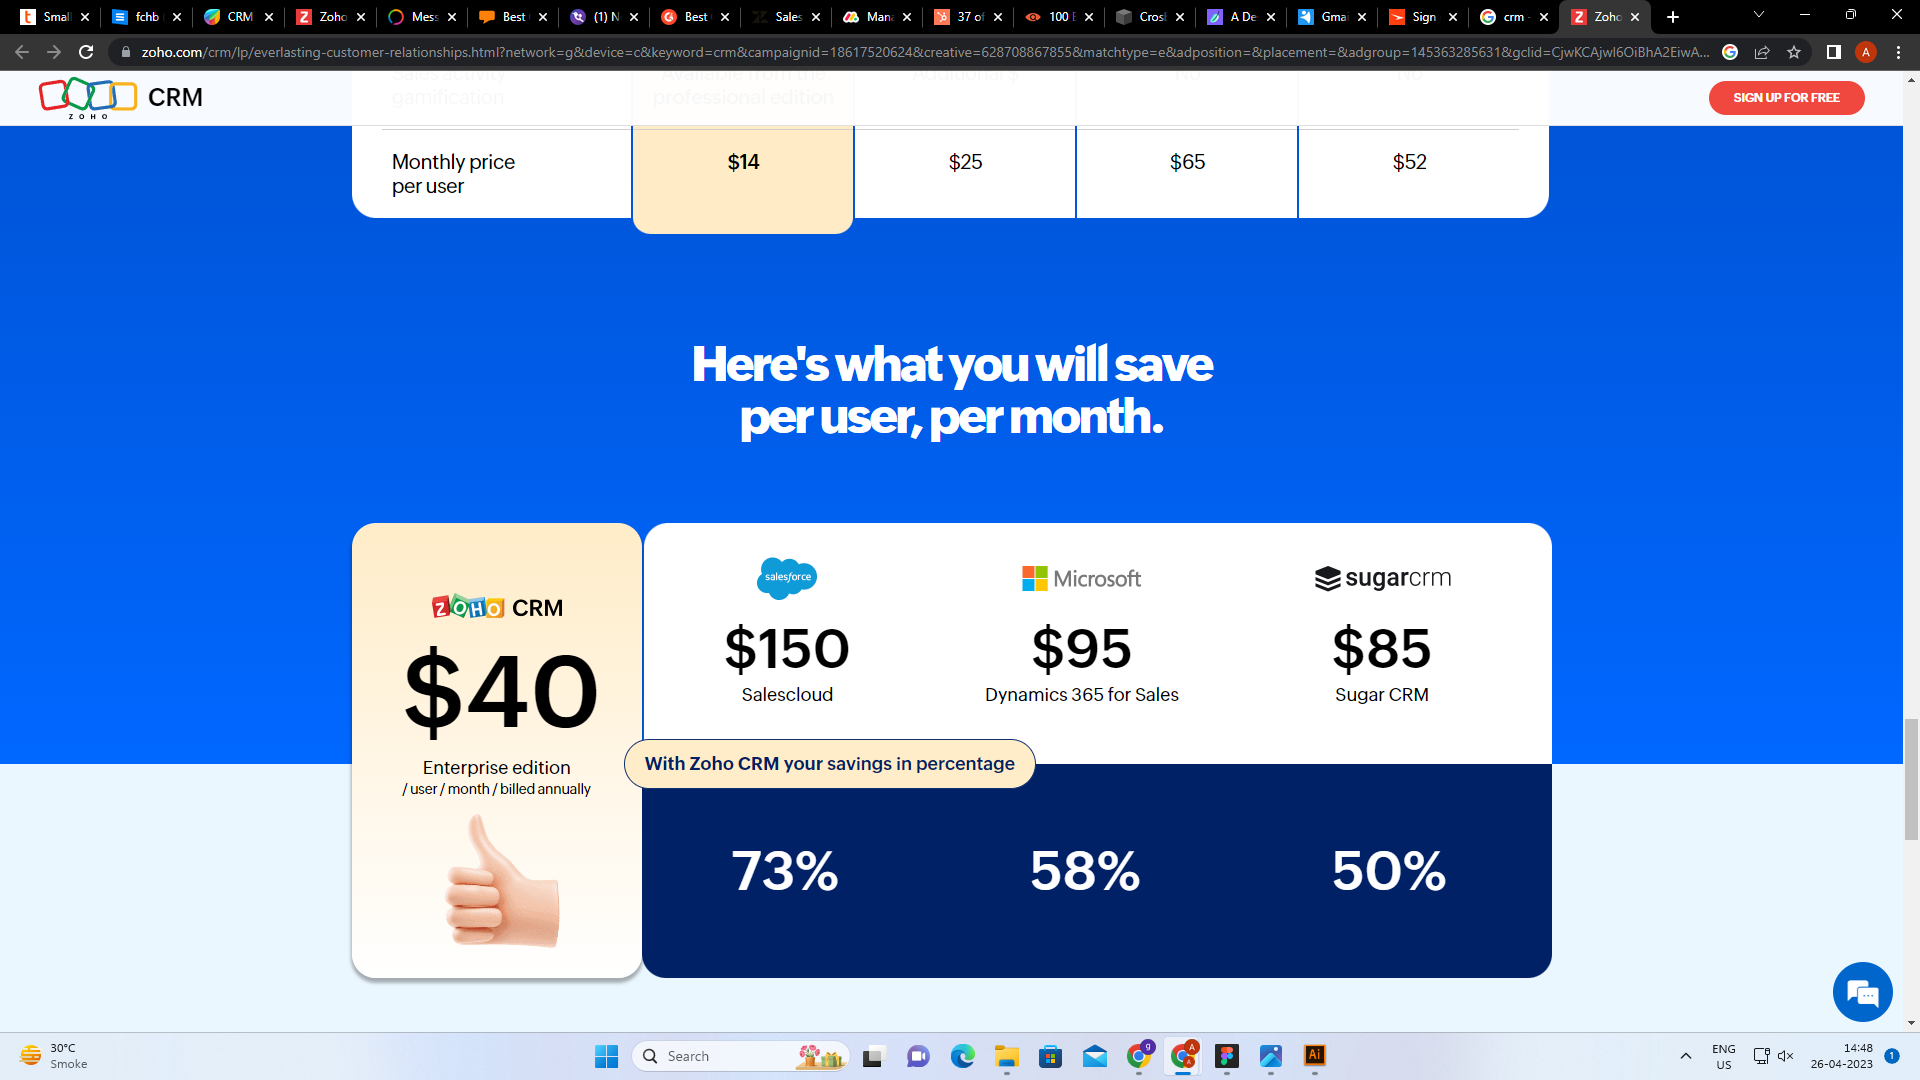 Small
fchb
CRM
Zoho
Mess
Best
(1) N
Best
Sales
Mana
37 of
100 E
Crosl
A De
Gmai
Sign
crm -
Zoho
zoho.com/crm/lp/everlasting-customer-relationships.html?network=g&device=c&keyword=crm&campaignid=18617520624&creative=628708867855&matchtype=e&adposition=&placement=&adgroup=145363285631&gclid=CjwKCAjwl6OiBhA2EiwA...
A
ZOHO
CRM
Sales activity
gamification
Available from the
professional edition
Additional $
No
No
SIGN UP FOR FREE
Monthly price
per user
$14
$25
$65
$52
Here's what you will save
per user, per month.
ZOHO CRM
$40
Enterprise edition
/ user / month / billed annually
salesforce
$150
Salescloud
Microsoft
$95
Dynamics 365 for Sales
sugarcrm
$85
Sugar CRM
With Zoho CRM your savings in percentage
73%
58%
50%
30°C
Smoke
Search
g
A
A
Ai
ENG
US
14:48
26-04-2023
1